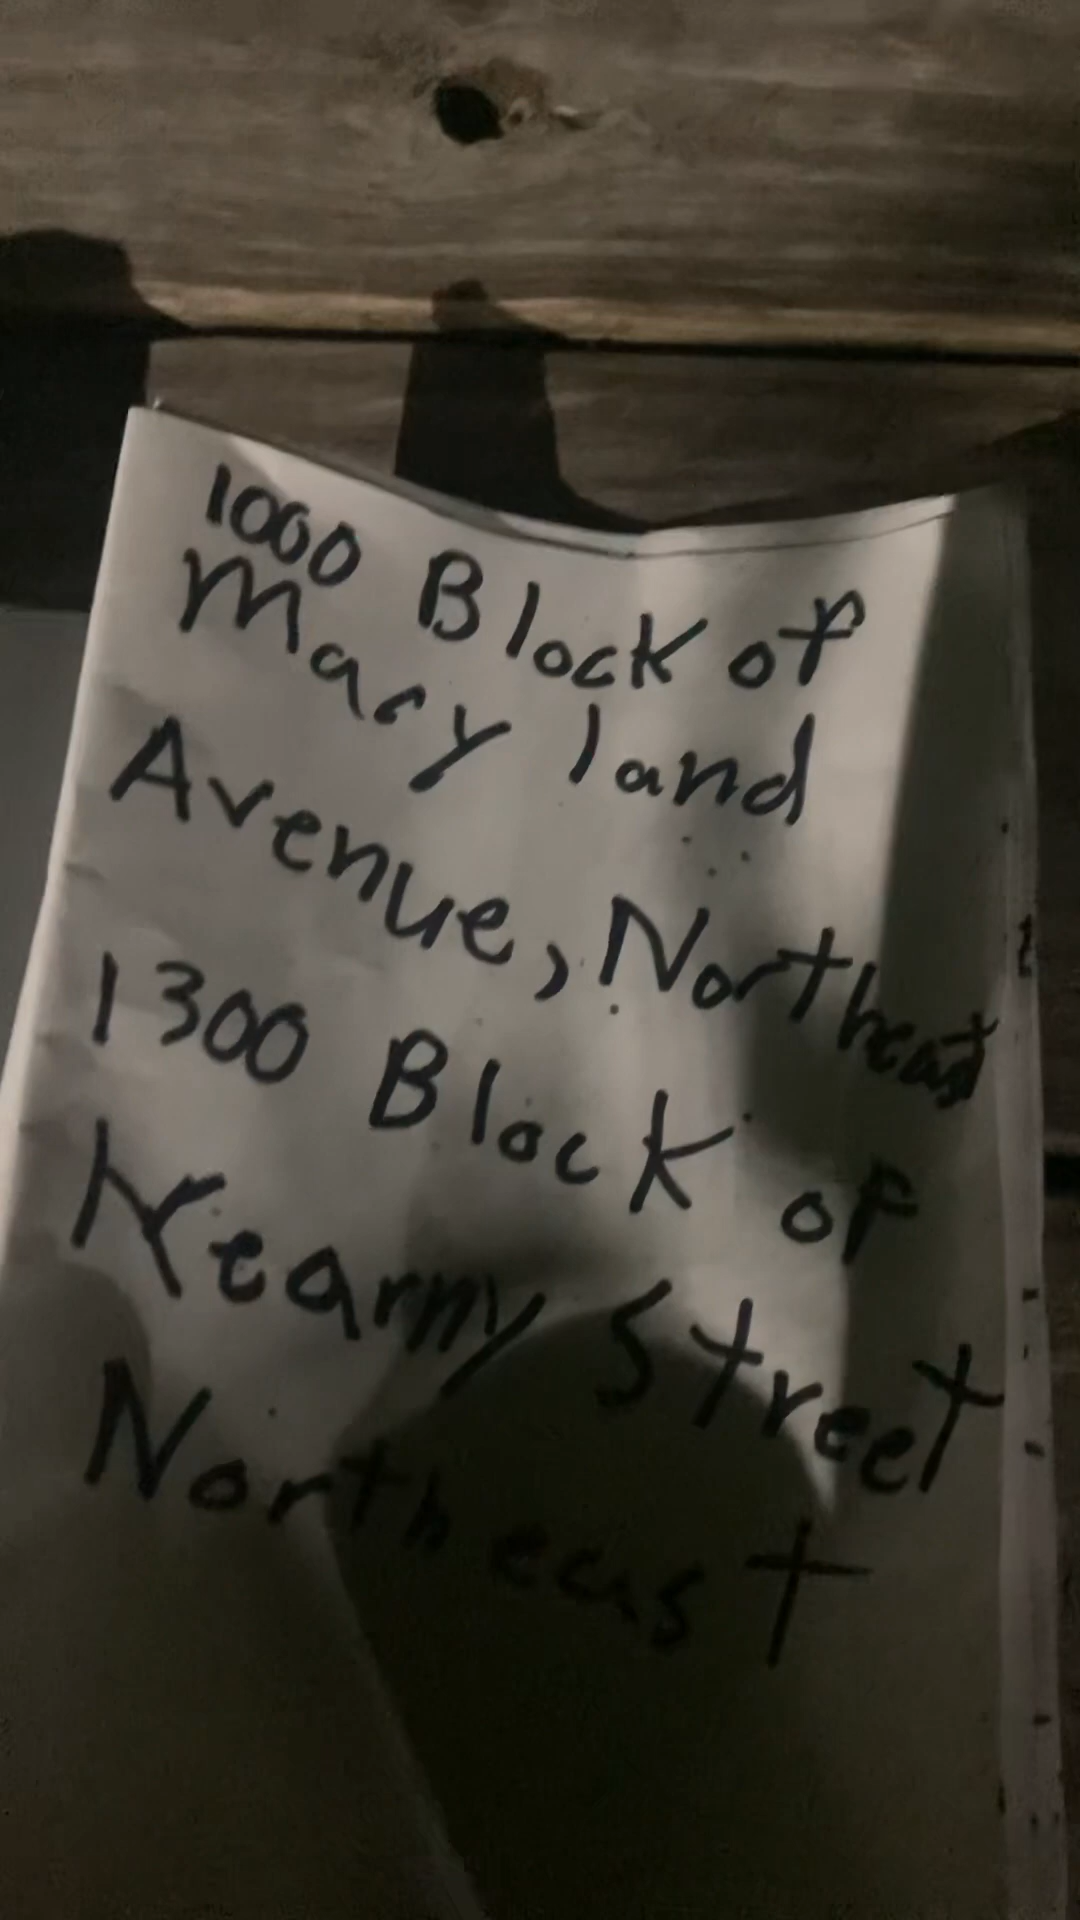 1000 Block of
Maryland
Avenue, Northeast
1300 Block of
Kearny Street
Northeast